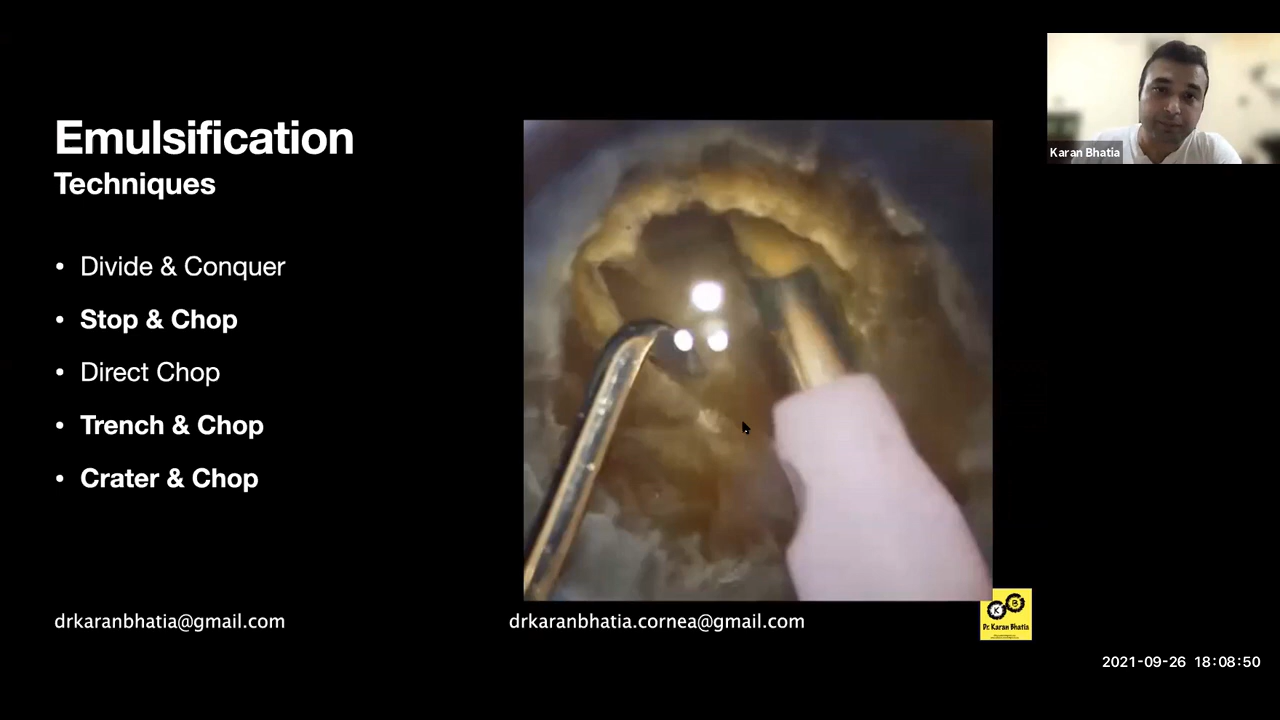 Emulsification
Techniques
• Divide & Conquer
• Stop & Chop
• Direct Chop
• Trench & Chop
• Crater & Chop
drkaranbhatia@gmail.com
drkaranbhatia.cornea@gmail.com
K B
Dr. Karan Bhatia
Karan Bhatia
2021-09-26 18:08:50